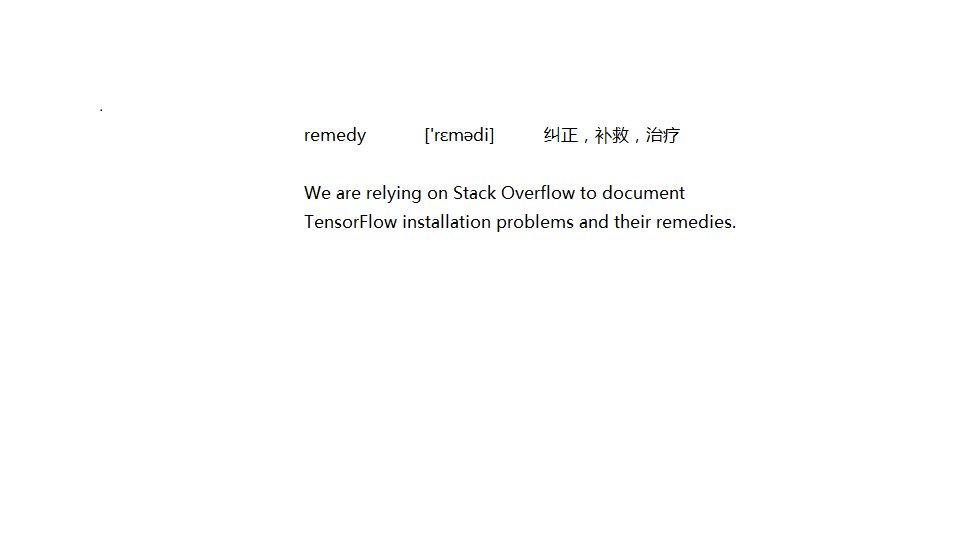 remedy ['rɛmədi] 纠正，补救，治疗
We are relying on Stack Overflow to document
TensorFlow installation problems and their remedies.